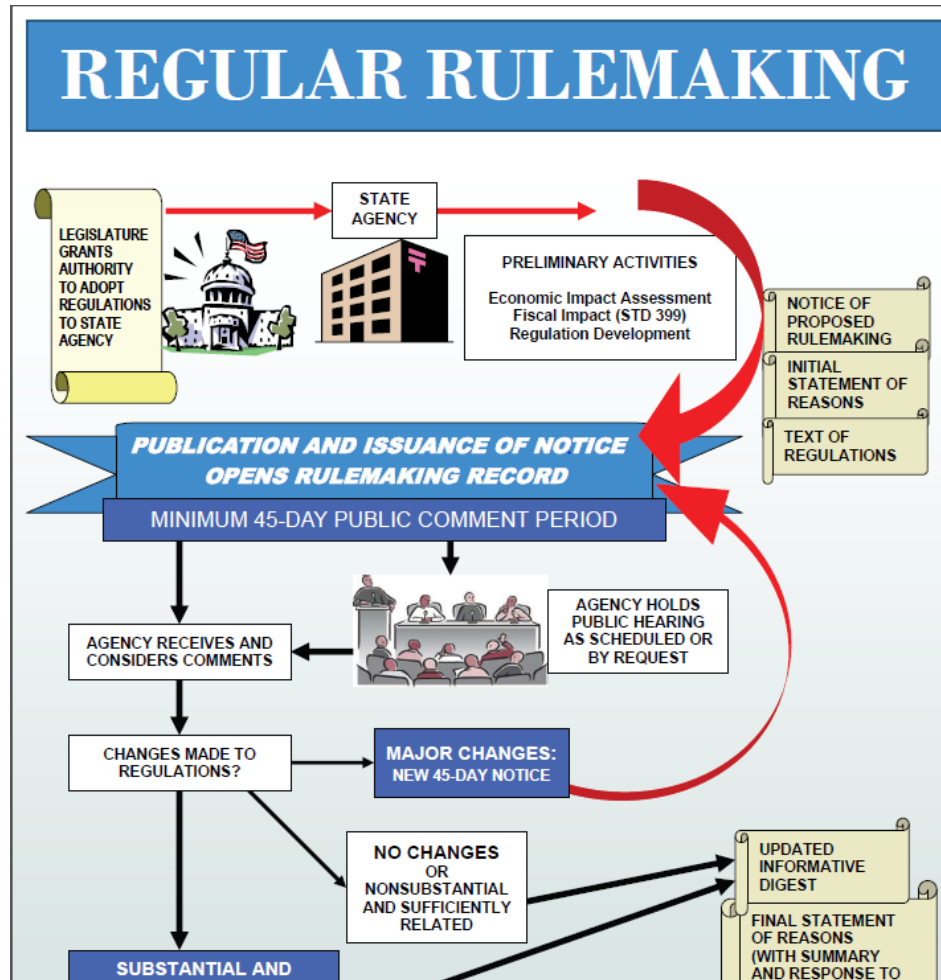 REGULAR RULEMAKING
LEGISLATURE
GRANTS
AUTHORITY
TO ADOPT
REGULATIONS
TO STATE
AGENCY
STATE
AGENCY
PRELIMINARY ACTIVITIES
Economic Impact Assessment
Fiscal Impact (STD 399)
Regulation Development
NOTICE OF
PROPOSED
RULEMAKING
INITIAL
STATEMENT OF
REASONS
TEXT OF
REGULATIONS
PUBLICATION AND ISSUANCE OF NOTICE
OPENS RULEMAKING RECORD
MINIMUM 45-DAY PUBLIC COMMENT PERIOD
AGENCY HOLDS
PUBLIC HEARING
AS SCHEDULED OR
BY REQUEST
AGENCY RECEIVES AND
CONSIDERS COMMENTS
CHANGES MADE TO
REGULATIONS?
MAJOR CHANGES:
NEW 45-DAY NOTICE
NO CHANGES
OR
NONSUBSTANTIAL
AND SUFFICIENTLY
RELATED
UPDATED
INFORMATIVE
DIGEST
FINAL STATEMENT
OF REASONS
(WITH SUMMARY
AND RESPONSE TO
SUBSTANTIAL AND